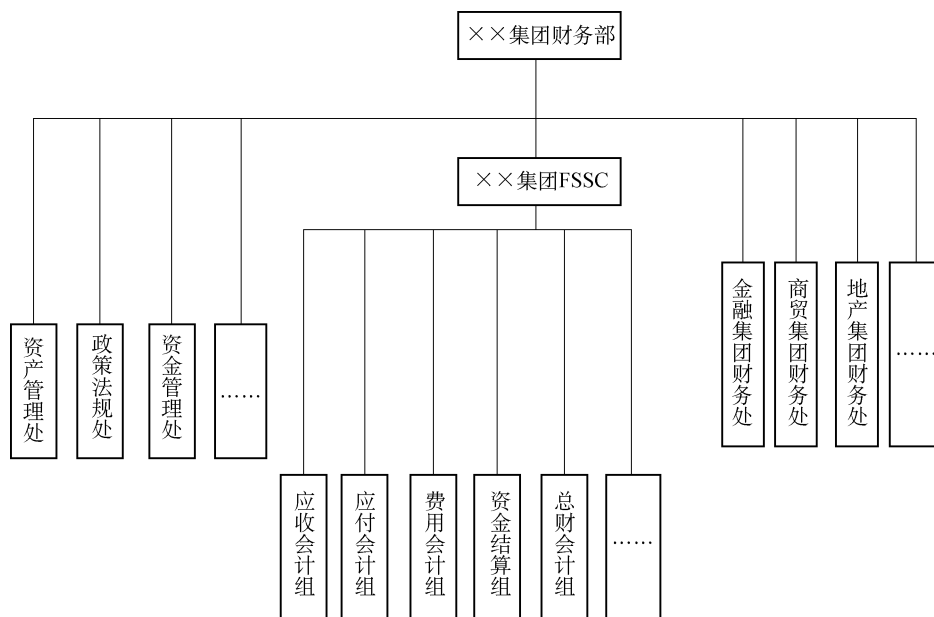 ××集团财务部
××集团FSSC
资产管理处
政策法规处
资金管理处
……
应收会计组
应付会计组
费用会计组
资金结算组
总财会计组
……
金融集团财务处
商贸集团财务处
地产集团财务处
……